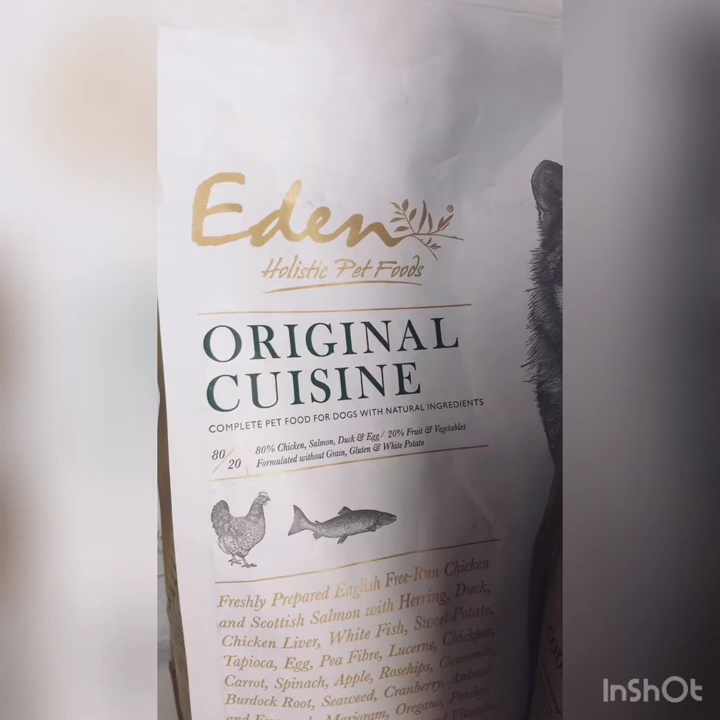 Eden
Holistic Pet Foods
ORIGINAL
CUISINE
COMPLETE PET FOOD FOR DOGS WITH NATURAL INGREDIENTS
80/20
80% Chicken, Salmon, Duck & Egg / 20% Fruit & Vegetables
Formulated without Grain, Gluten & White Potato
Freshly Prepared English Free-Run Chicken
and Scottish Salmon with Herring, Duck,
Chicken Liver, White Fish, Sweet Potato,
Tapioca, Egg, Pea Fibre, Lucerne, Chickpea,
Carrot, Spinach, Apple, Rosehips, Camomile,
Burdock Root, Seaweed, Cranberry, Aniseed
and Marjoram, Oregano, Parsley,
InShOt